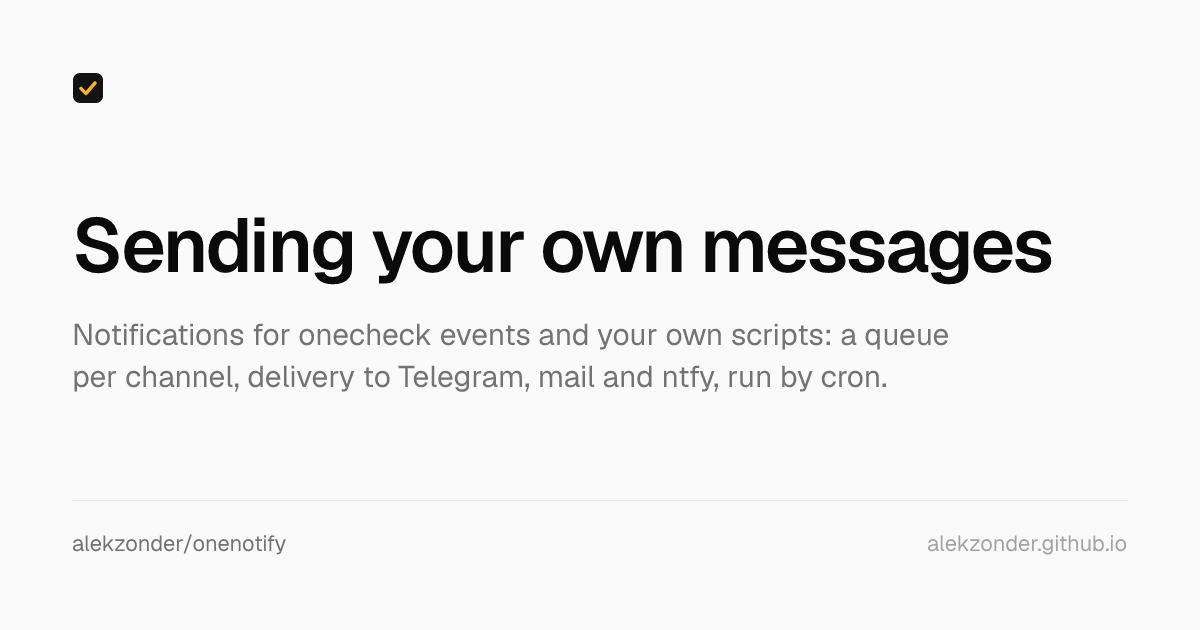 Sending your own messages
Notifications for onecheck events and your own scripts: a queue
per channel, delivery to Telegram, mail and ntfy, run by cron.
alekzonder/onenotify
alekzonder.github.io